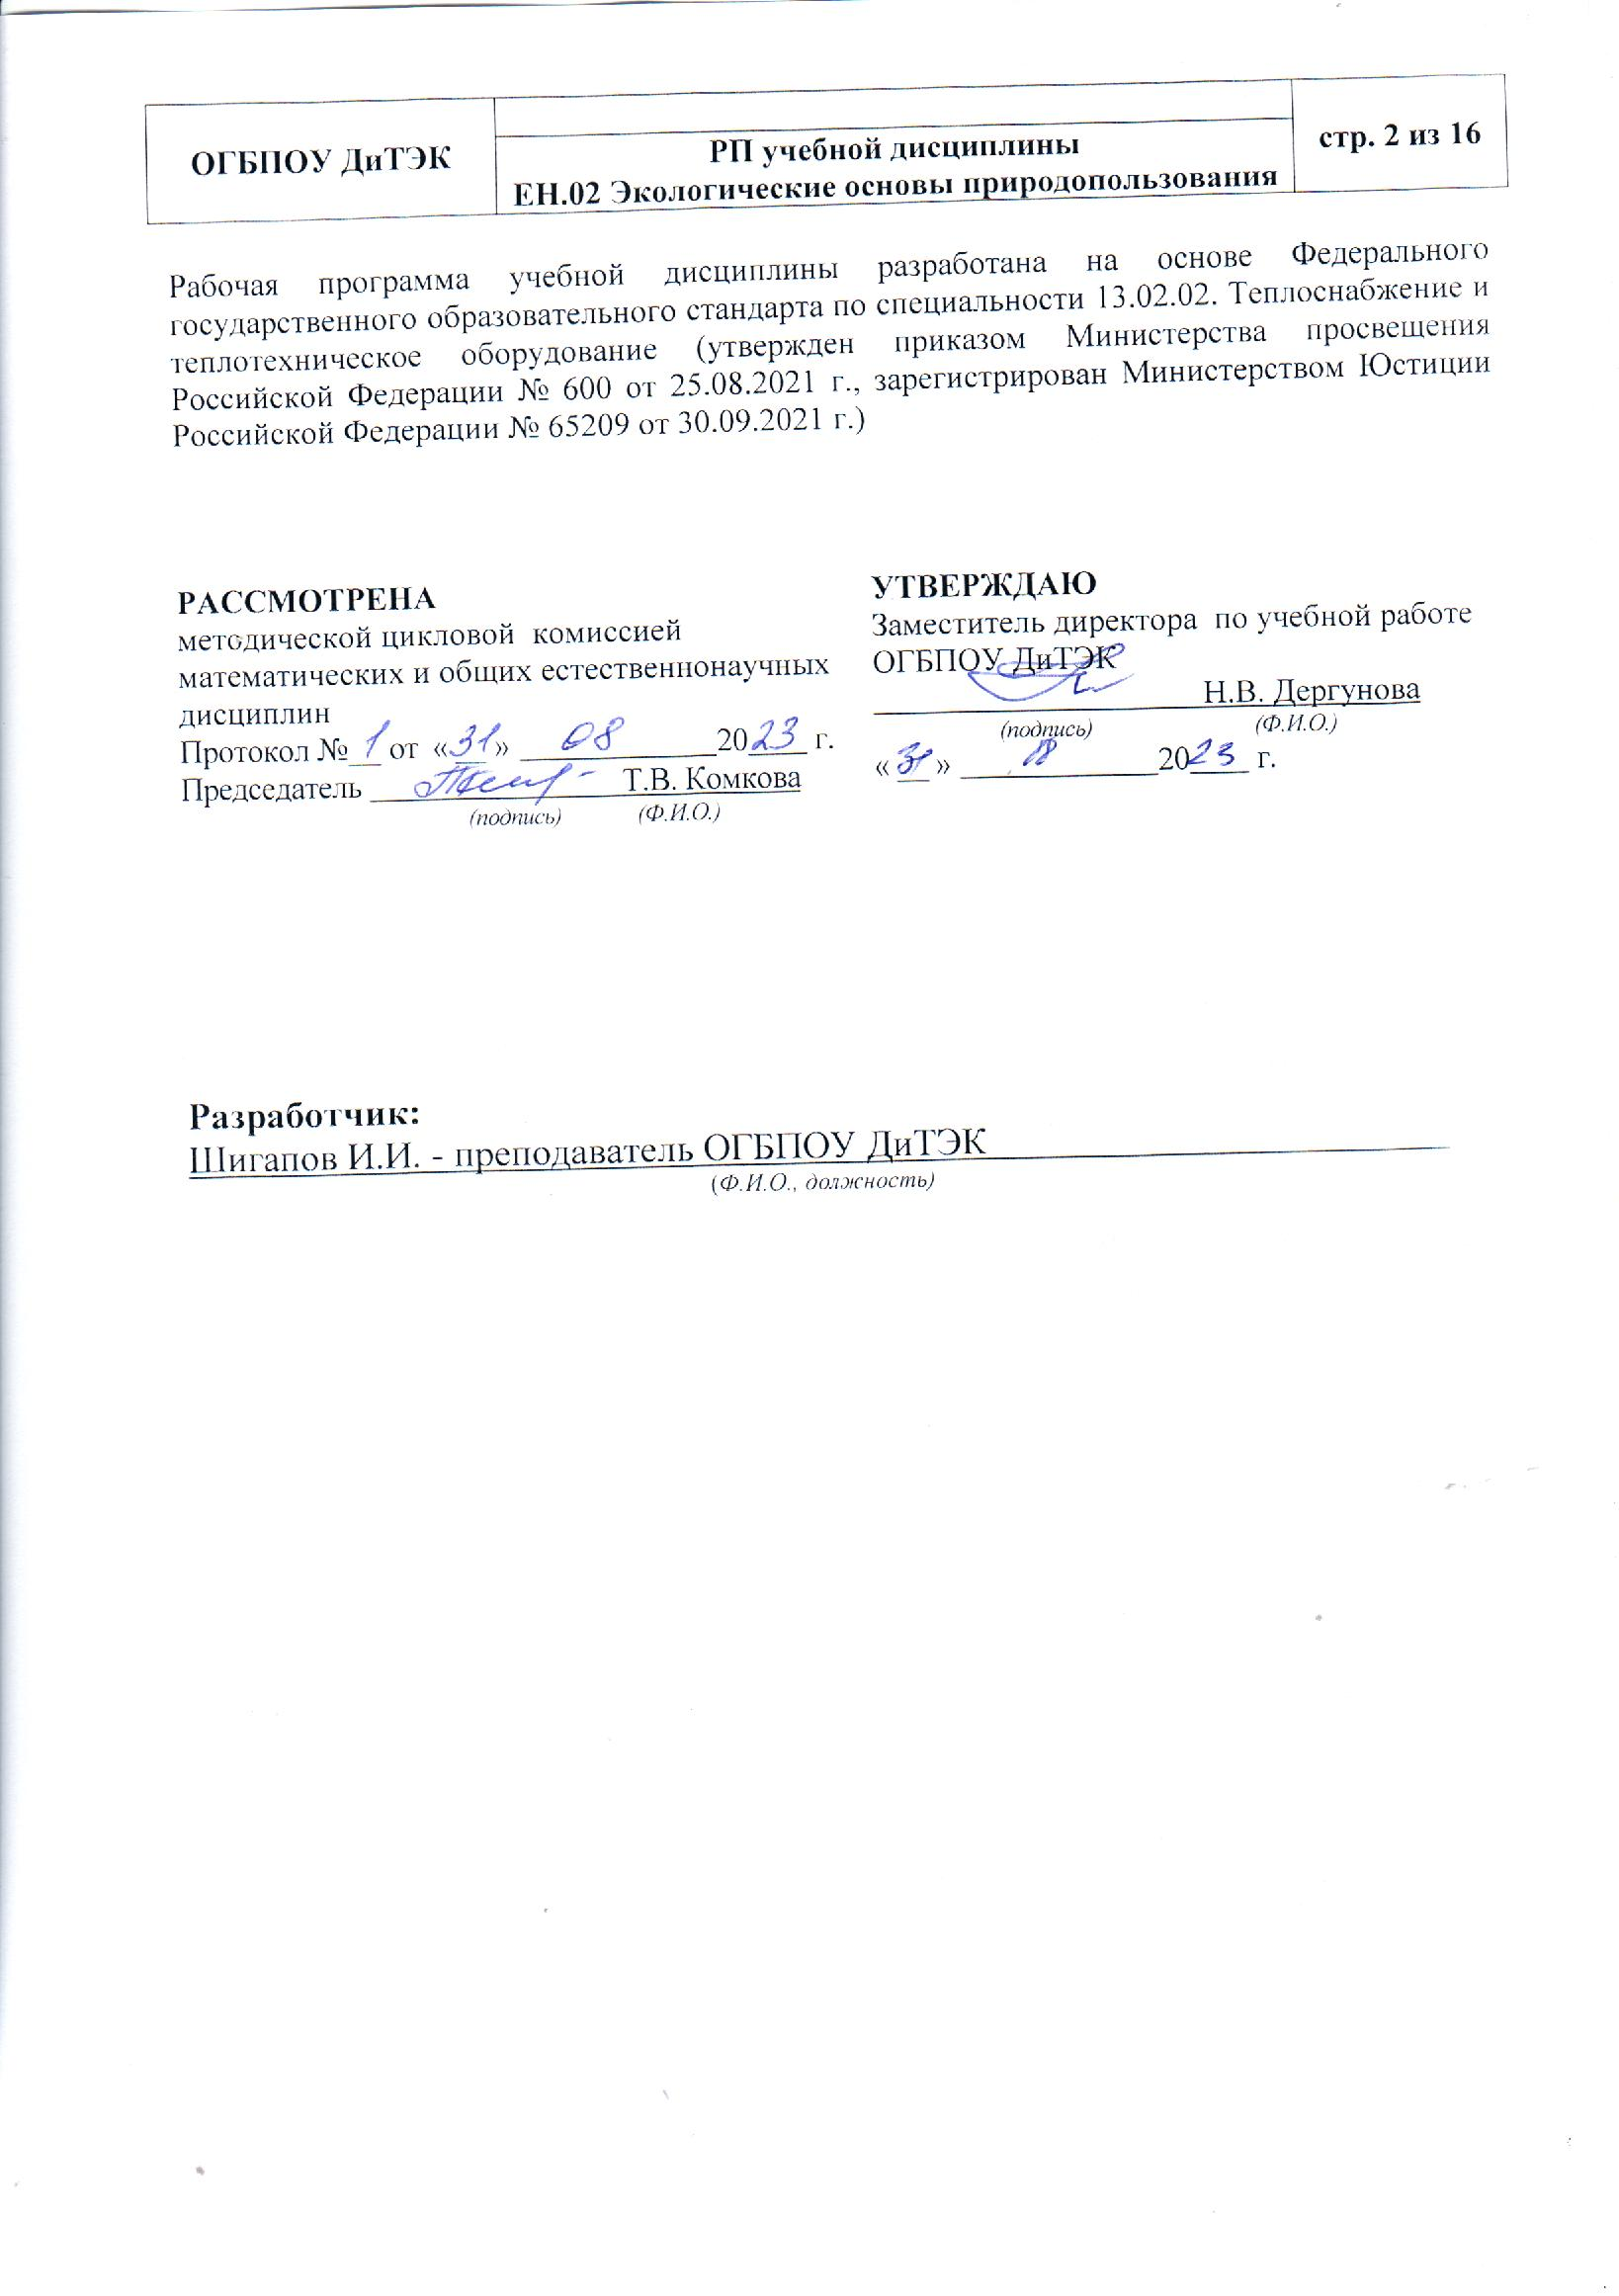 ОГБПОУ ДиТЭК
РП учебной дисциплины
ЕН.02 Экологические основы природопользования
стр. 2 из 16
Рабочая программа учебной дисциплины разработана на основе Федерального
государственного образовательного стандарта по специальности 13.02.02. Теплоснабжение и
теплотехническое оборудование (утвержден приказом Министерства просвещения
Российской Федерации № 600 от 25.08.2021 г., зарегистрирован Министерством Юстиции
Российской Федерации № 65209 от 30.09.2021 г.)
РАССМОТРЕНА
методической цикловой комиссией
математических и общих естественнонаучных
дисциплин
Протокол № 1 от «31» 08 2023 г.
Председатель Т.В. Комкова
(подпись) (Ф.И.О.)
УТВЕРЖДАЮ
Заместитель директора по учебной работе
ОГБПОУ ДиТЭК
Н.В. Дергунова
(подпись) (Ф.И.О.)
«31» 2023 г.
Разработчик:
Шигапов И.И. - преподаватель ОГБПОУ ДиТЭК
(Ф.И.О., должность)